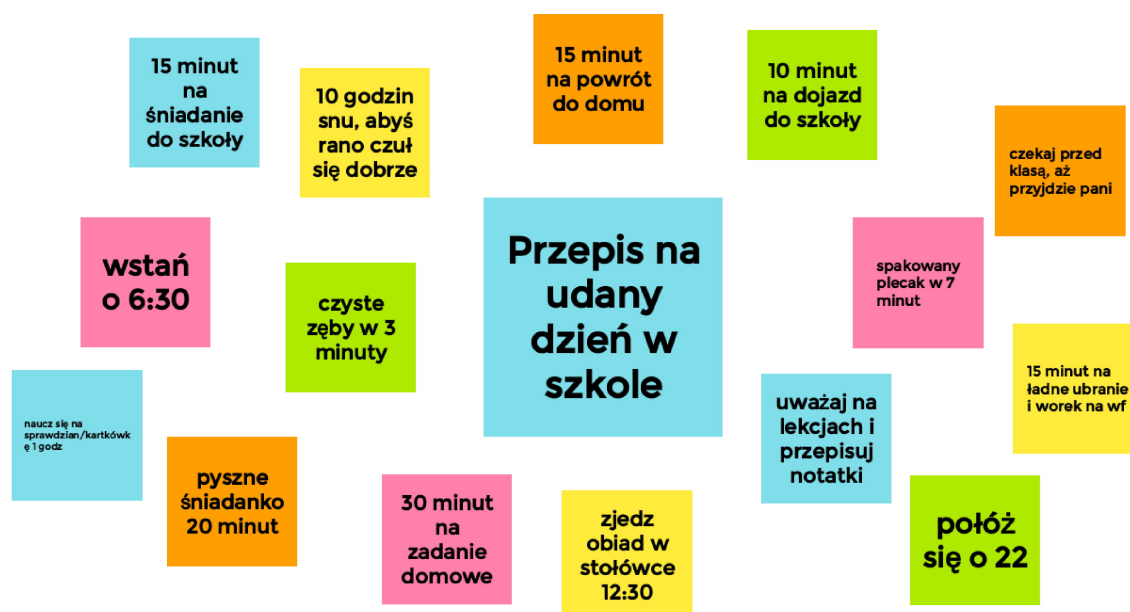 15 minut
na
śniadanie
do szkoły
10 godzin
snu, abyś
rano czuł
się dobrze
15 minut
na powrót
do domu
10 minut
na dojazd
do szkoły
czekaj przed
klasą, aż
przyjdzie pani
wstań
o 6:30
czyste
zęby w 3
minuty
Przepis na
udany
dzień w
szkole
spakowany
plecak w 7
minut
15 minut na
ładne ubranie
i worek na wf
naucz się na
sprawdzian/kartkówk
ę 1 godz
pyszne
śniadanko
20 minut
30 minut
na
zadanie
domowe
zjedz
obiad w
stołówce
12:30
uważaj na
lekcjach i
przepisuj
notatki
połóż
się o 22